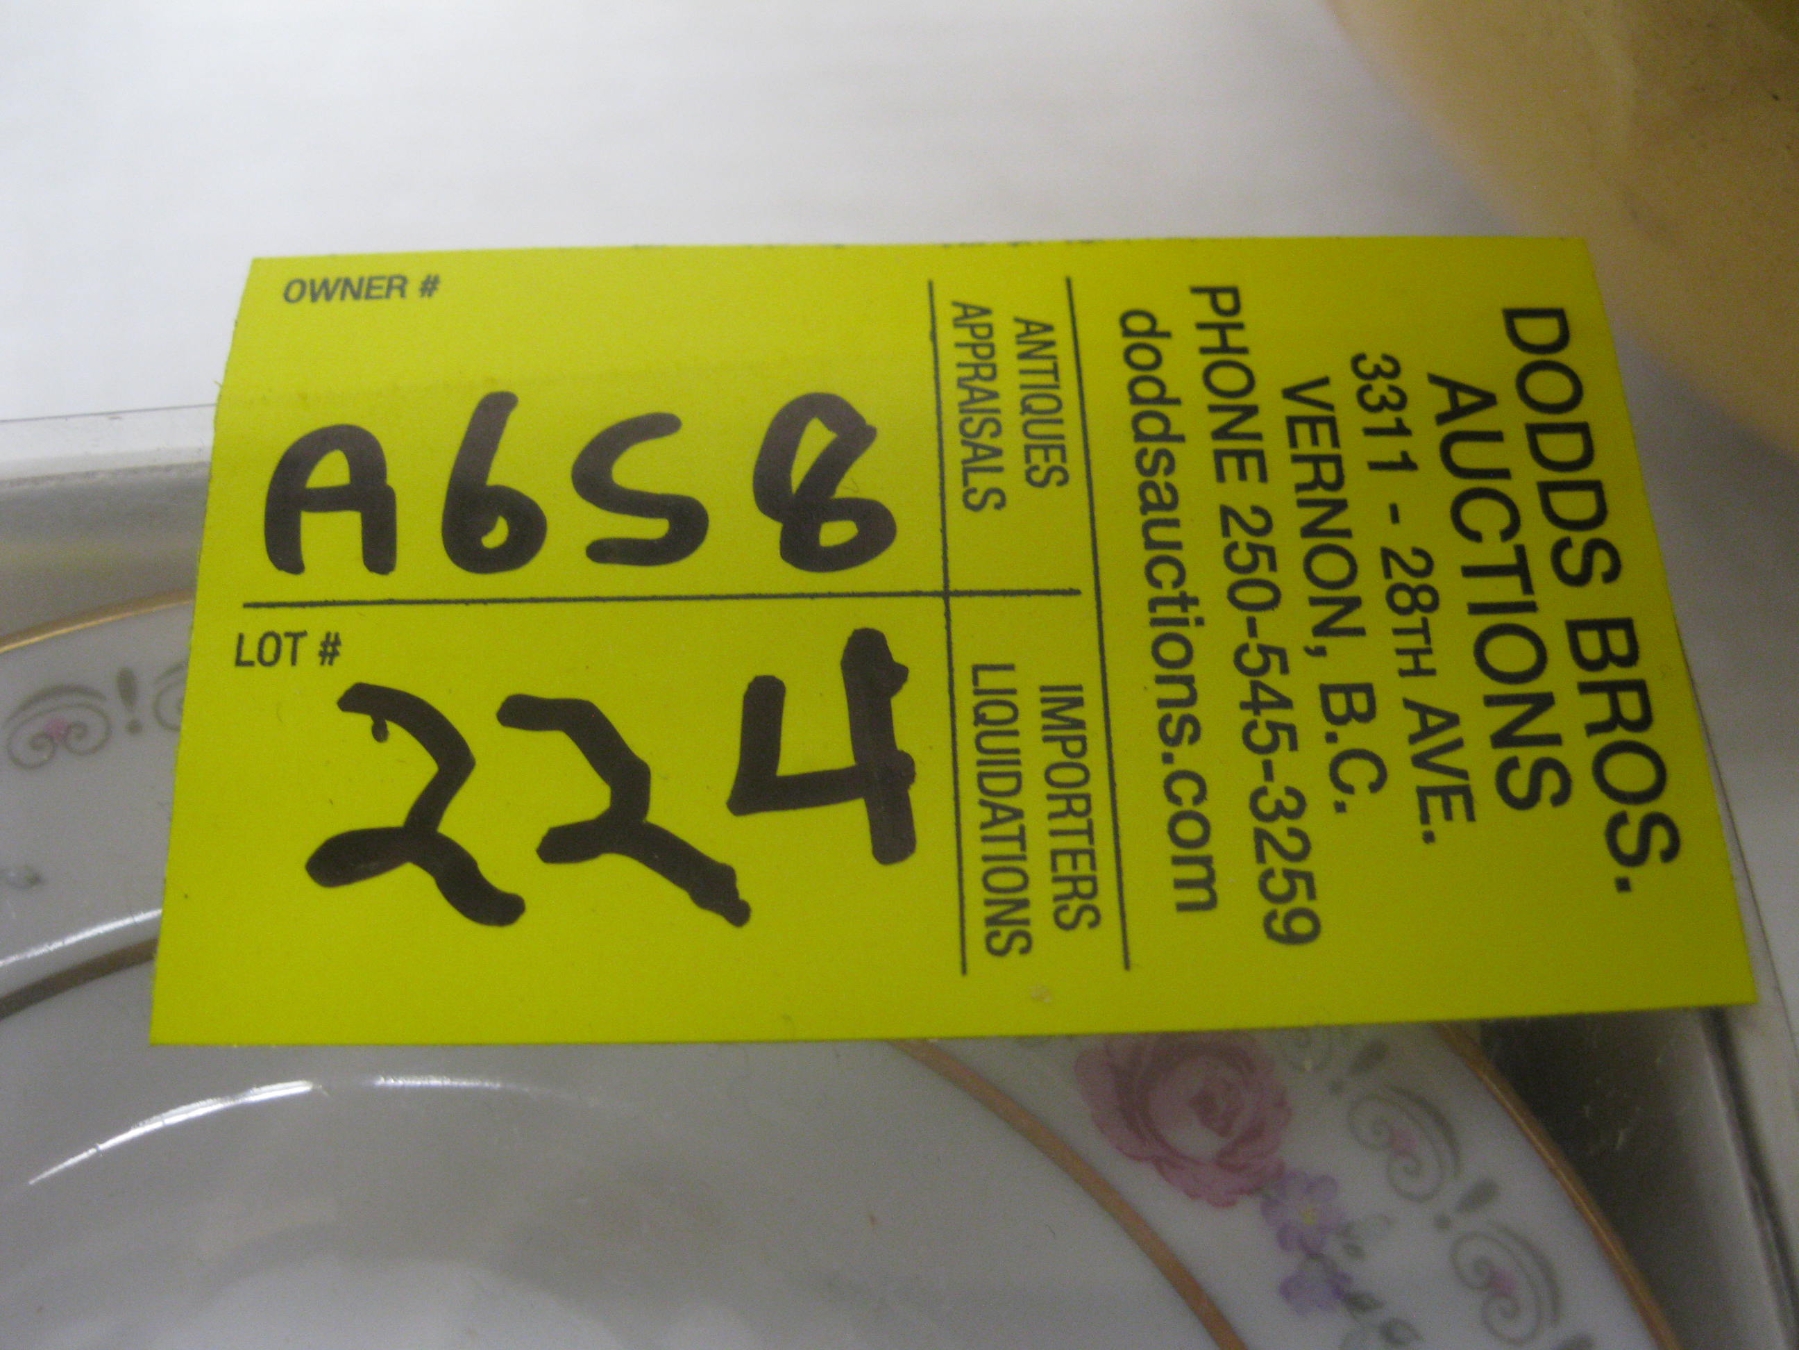 DODDS BROS.
AUCTIONS
3311 - 28TH AVE.
VERNON, B.C.
PHONE 250-545-3259
doddsauctions.com
ANTIQUES
APPRAISALS
IMPORTERS
LIQUIDATIONS
OWNER #
A658
LOT #
224